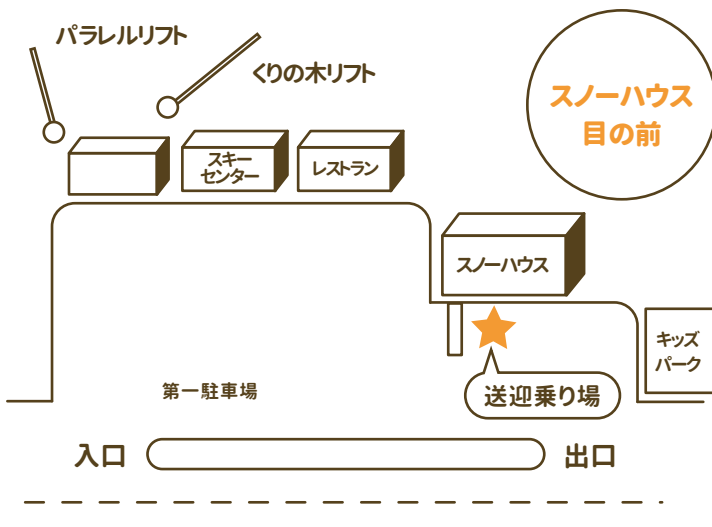 パラレルリフト
くりの木リフト
スノーハウス
目の前
スキー
センター
レストラン
スノーハウス
キッズ
パーク
第一駐車場
送迎乗り場
入口
出口